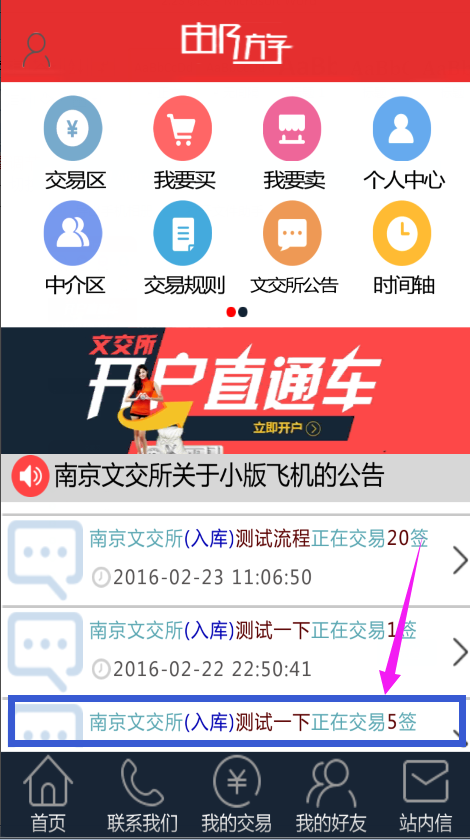 邮游
交易区 我要买 我要卖 个人中心
中介区 交易规则 文交所公告 时间轴
文交所
开户直通车
立即开户
南京文交所关于小版飞机的公告
南京文交所(入库)测试流程正在交易20签
2016-02-23 11:06:50
南京文交所(入库)测试一下正在交易1签
2016-02-22 22:50:41
南京文交所(入库)测试一下正在交易5签
首页 联系我们 我的交易 我的好友 站内信